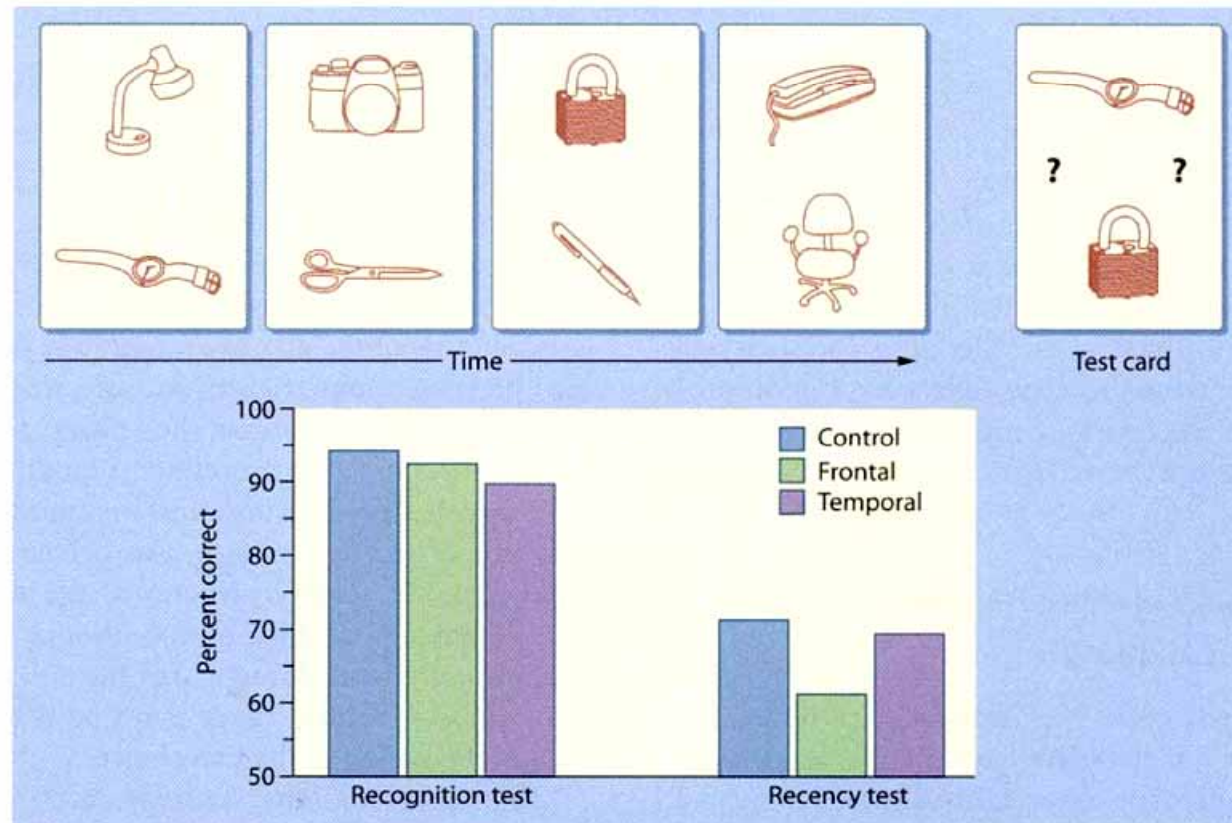 ? ?
Time
Test card
100
90
80
70
60
50
Percent correct
Control
Frontal
Temporal
Recognition test
Recency test